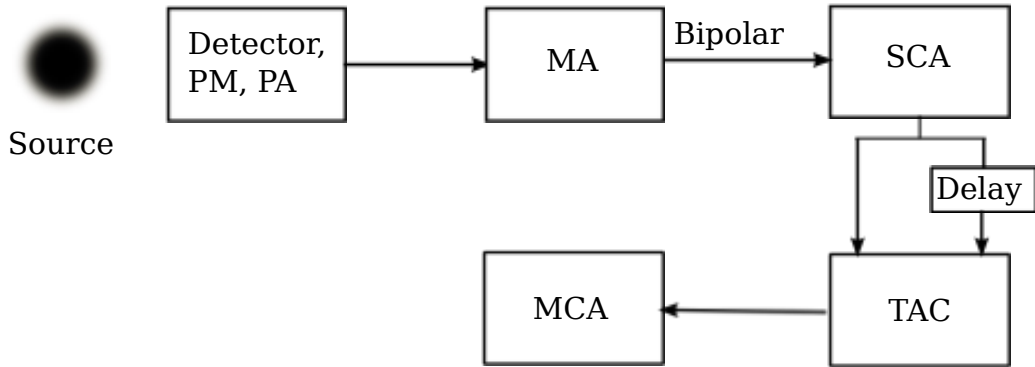 Source
Detector,
PM, PA
MA
Bipolar
SCA
Delay
TAC
MCA